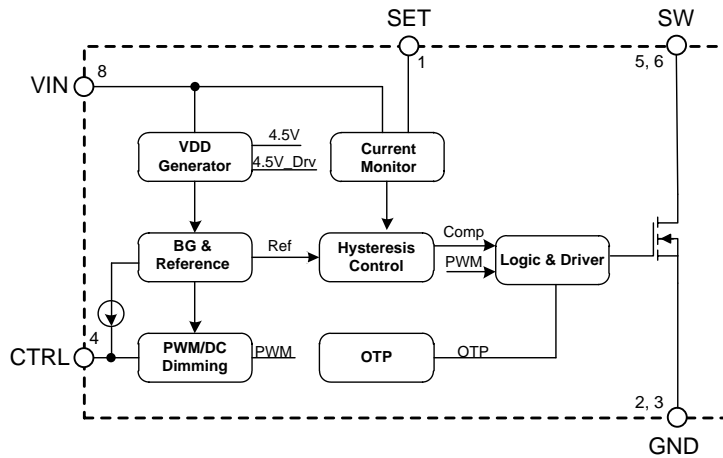 SET
SW
1
5, 6
VIN
8
VDD
Generator
4.5V
4.5V_Drv
Current
Monitor
BG &
Reference
Ref
Hysteresis
Control
Comp
PWM
Logic & Driver
CTRL
4
PWM/DC
Dimming
PWM
OTP
OTP
2, 3
GND